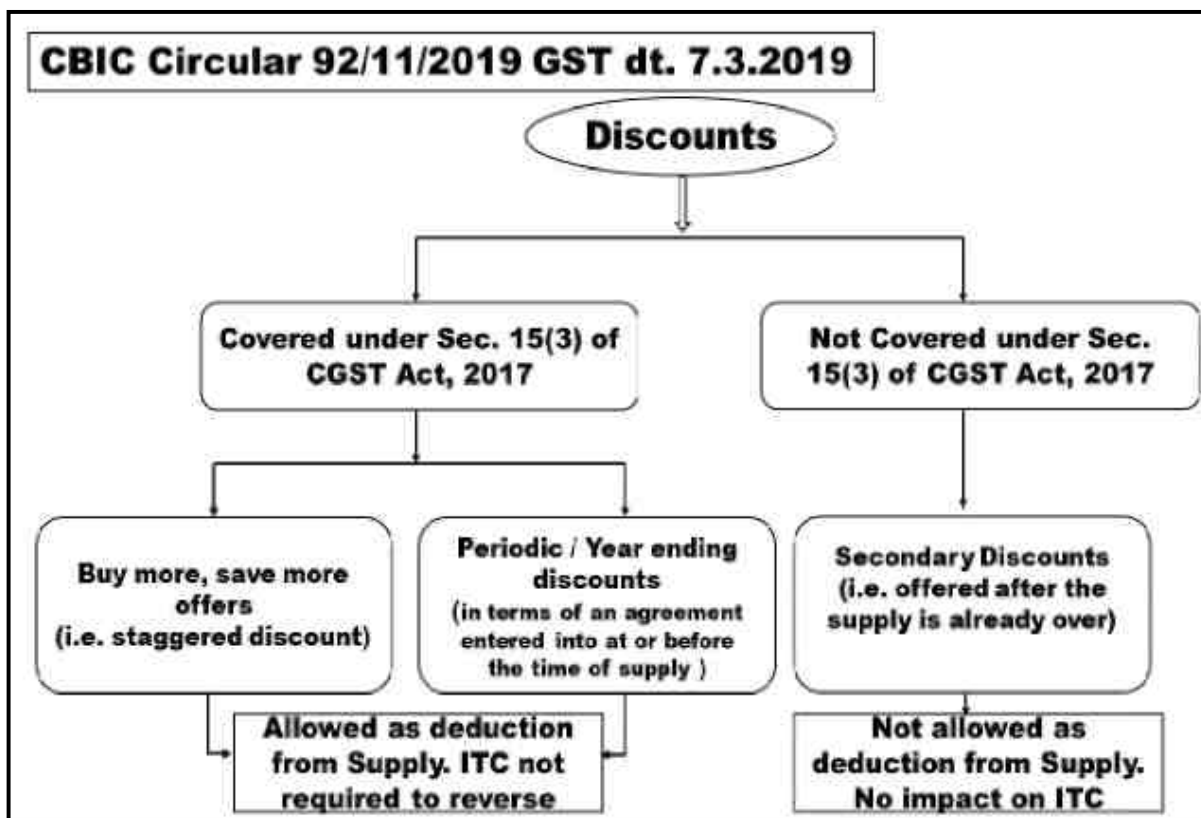 CBIC Circular 92/11/2019 GST dt. 7.3.2019
Discounts
Covered under Sec. 15(3) of
CGST Act, 2017
Not Covered under Sec.
15(3) of CGST Act, 2017
Buy more, save more
offers
(i.e. staggered discount)
Periodic / Year ending
discounts
(in terms of an agreement
entered into at or before
the time of supply )
Secondary Discounts
(i.e. offered after the
supply is already over)
Allowed as deduction
from Supply. ITC not
required to reverse
Not allowed as
deduction from Supply.
No impact on ITC